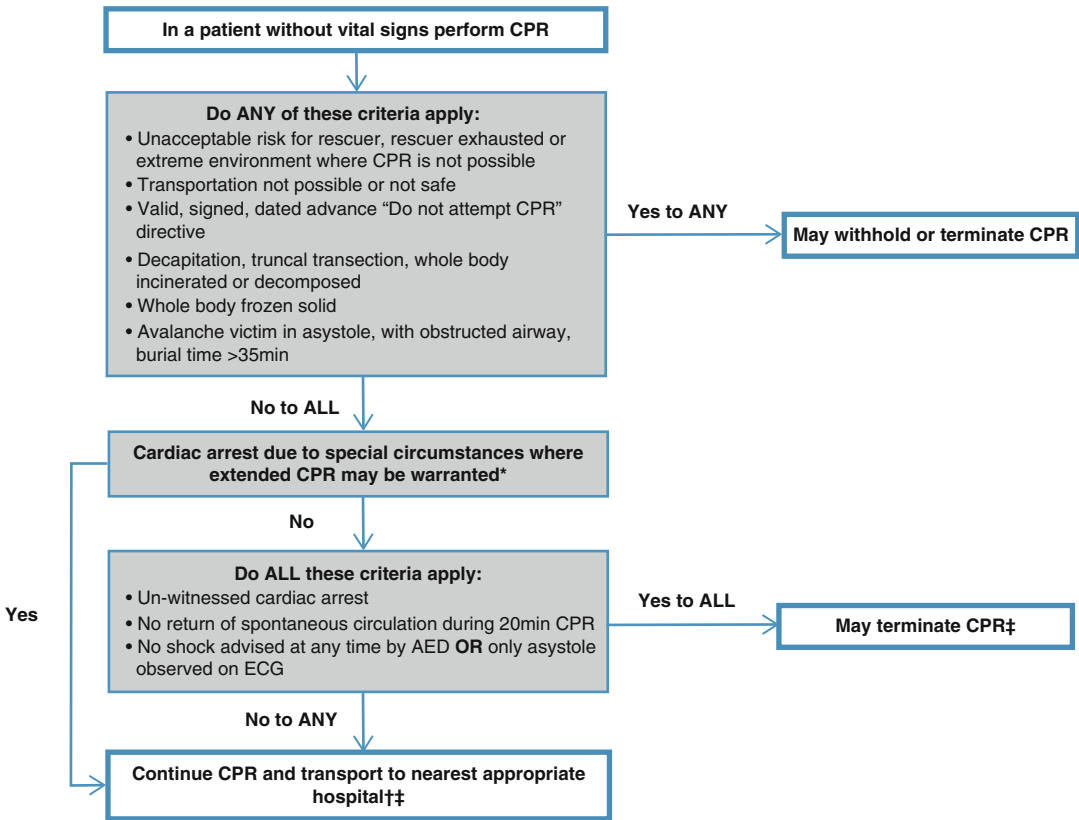 In a patient without vital signs perform CPR
Do ANY of these criteria apply:
• Unacceptable risk for rescuer, rescuer exhausted or
extreme environment where CPR is not possible
• Transportation not possible or not safe
• Valid, signed, dated advance “Do not attempt CPR”
directive
• Decapitation, truncal transection, whole body
incinerated or decomposed
• Whole body frozen solid
• Avalanche victim in asystole, with obstructed airway,
burial time >35min
Yes to ANY
May withhold or terminate CPR
No to ALL
Cardiac arrest due to special circumstances where
extended CPR may be warranted*
No
Yes
Do ALL these criteria apply:
• Un-witnessed cardiac arrest
• No return of spontaneous circulation during 20min CPR
• No shock advised at any time by AED OR only asystole
observed on ECG
Yes to ALL
May terminate CPR‡
No to ANY
Continue CPR and transport to nearest appropriate
hospital†‡